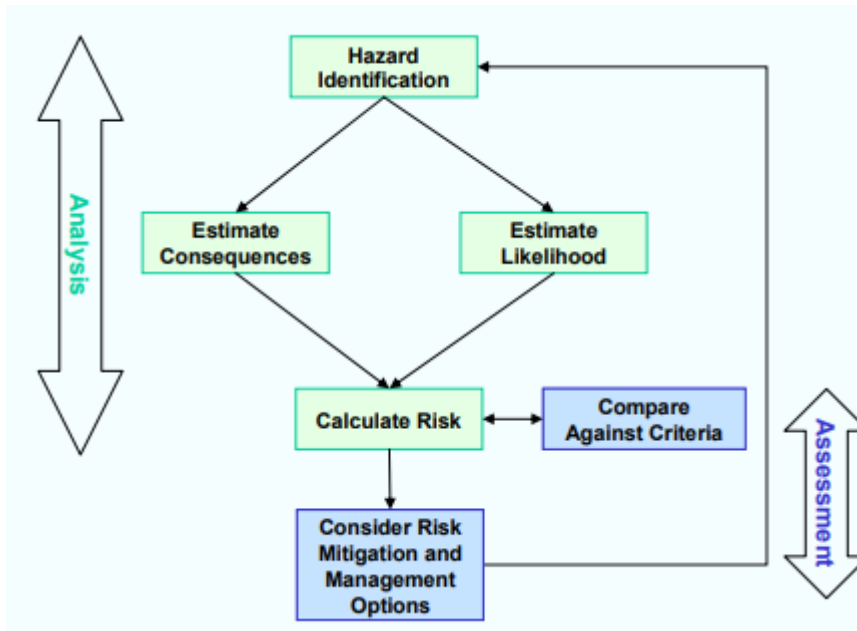 Hazard
Identification
Analysis
Estimate
Consequences
Estimate
Likelihood
Calculate Risk
Compare
Against Criteria
Assessment
Consider Risk
Mitigation and
Management
Options